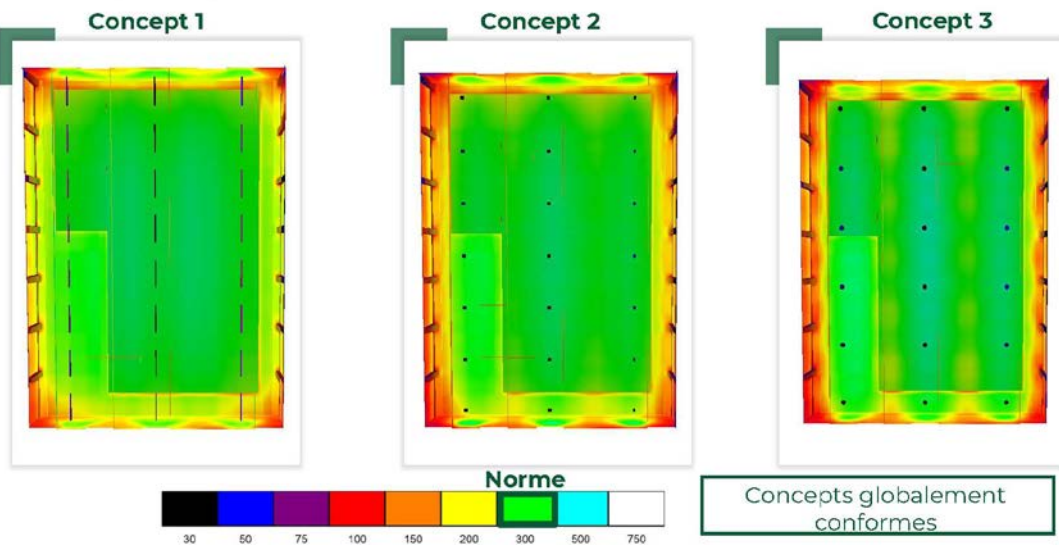 Concept 1
Concept 2
Concept 3
Norme
30 50 75 100 150 200 300 500 750
Concepts globalement
conformes